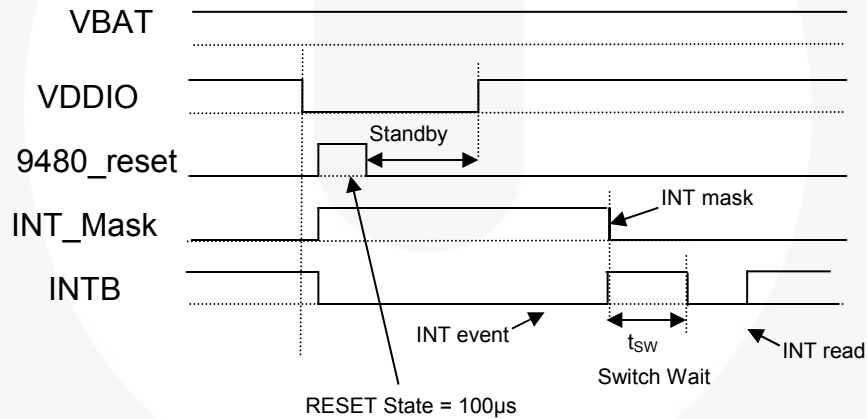 VBAT
VDDIO
Standby
9480_reset
INT mask
INT_Mask
INTB
INT event
tSW
INT read
Switch Wait
RESET State = 100µs